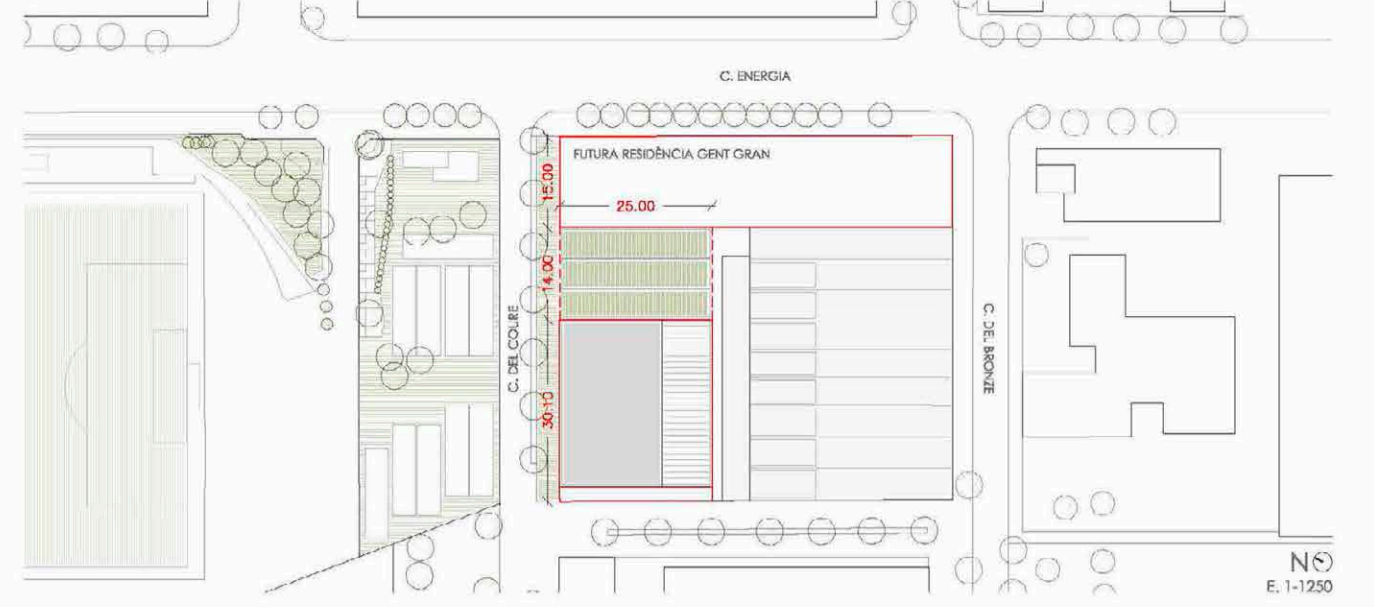 C. ENERGIA
FUTURA RESIDÈNCIA GENT GRAN
15.00
25.00
14.00
C. DEL COURE
C. DEL BRONZE
30.10
N
E. 1-1250